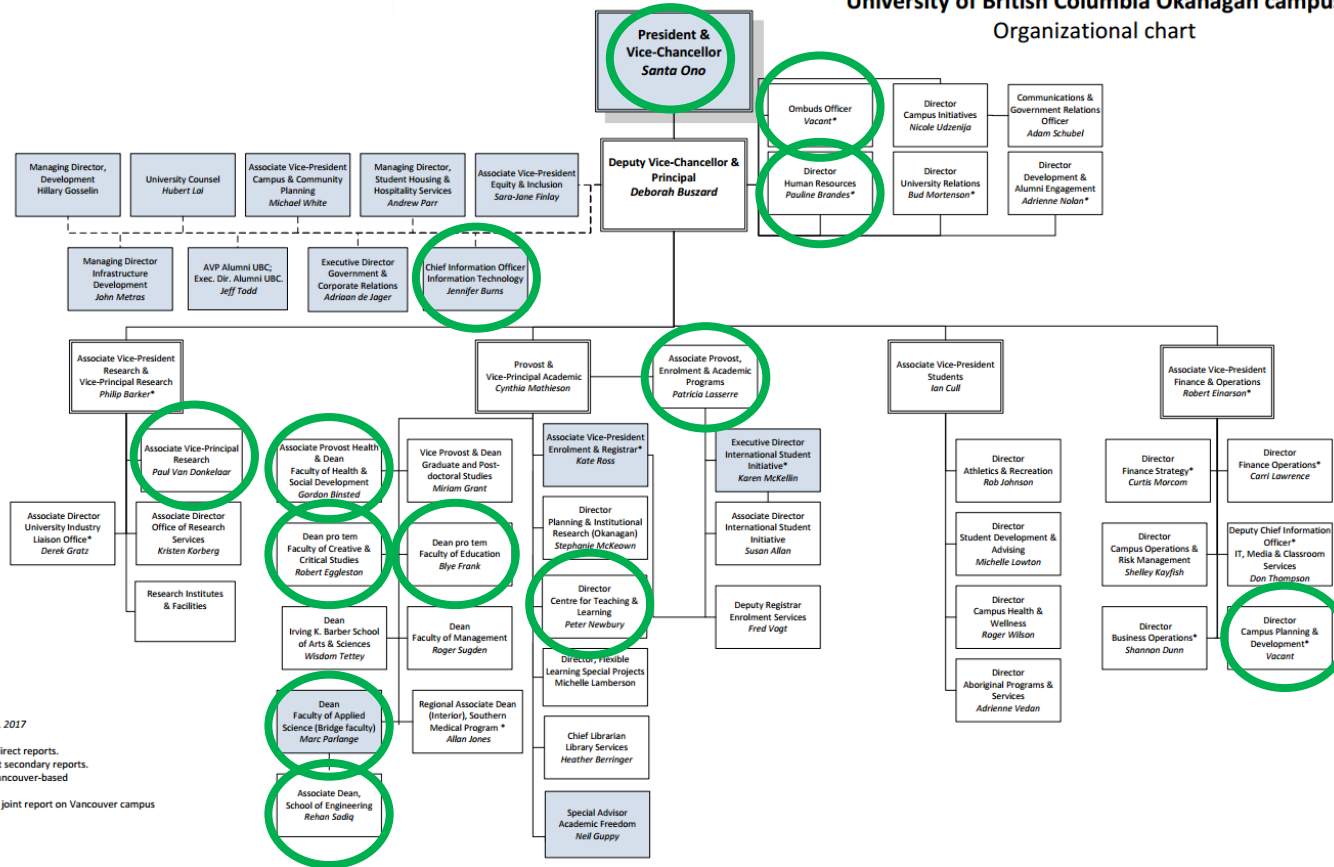 University of British Columbia Okanagan campus
Organizational chart
President &
Vice-Chancellor
Santa Ono
Ombuds Officer
Vacant*
Director
Campus Initiatives
Nicole Udzenija
Communications &
Government Relations
Officer
Adam Schubel
Deputy Vice-Chancellor &
Principal
Deborah Buszard
Director
Human Resources
Pauline Brandes*
Director
University Relations
Bud Mortenson*
Director
Development &
Alumni Engagement
Adrienne Nolan*
Managing Director,
Development
Hillary Gosselin
University Counsel
Hubert Lai
Associate Vice-President
Campus & Community
Planning
Michael White
Managing Director,
Student Housing &
Hospitality Services
Andrew Parr
Associate Vice-President
Equity & Inclusion
Sara-Jane Finlay
Managing Director
Infrastructure
Development
John Metras
AVP Alumni UBC;
Exec. Dir. Alumni UBC.
Jeff Todd
Executive Director
Government &
Corporate Relations
Adriaan de Jager
Chief Information Officer
Information Technology
Jennifer Burns
Associate Vice-President
Research &
Vice-Principal Research
Philip Barker*
Provost &
Vice-Principal Academic
Cynthia Mathieson
Associate Provost,
Enrolment & Academic
Programs
Patricia Lasserre
Associate Vice-President
Students
Ian Cull
Associate Vice-President
Finance & Operations
Robert Einarson*
Associate Vice-Principal
Research
Paul Van Donkelaar
Associate Director
University Industry
Liaison Office*
Derek Gratz
Associate Director
Office of Research
Services
Kristen Korberg
Research Institutes
& Facilities
Associate Provost Health
& Dean
Faculty of Health &
Social Development
Gordon Binsted
Vice Provost & Dean
Graduate and Post-
doctoral Studies
Miriam Grant
Dean pro tem
Faculty of Creative &
Critical Studies
Robert Eggleston
Dean pro tem
Faculty of Education
Blye Frank
Dean
Irving K. Barber School
of Arts & Sciences
Wisdom Tettey
Dean
Faculty of Management
Roger Sugden
Dean
Faculty of Applied
Science (Bridge faculty)
Marc Parlange
Regional Associate Dean
(Interior), Southern
Medical Program *
Allan Jones
Associate Dean,
School of Engineering
Rehan Sadiq
Associate Vice-President
Enrolment & Registrar*
Kate Ross
Director
Planning & Institutional
Research (Okanagan)
Stephanie McKeown
Director
Centre for Teaching &
Learning
Peter Newbury
Director, Flexible
Learning Special Projects
Michelle Lamberson
Chief Librarian
Library Services
Heather Berringer
Special Advisor
Academic Freedom
Neil Guppy
Executive Director
International Student
Initiative*
Karen McKellin
Associate Director
International Student
Initiative
Susan Allan
Deputy Registrar
Enrolment Services
Fred Vogt
Director
Athletics & Recreation
Rob Johnson
Director
Student Development &
Advising
Michelle Lowton
Director
Campus Health &
Wellness
Roger Wilson
Director
Aboriginal Programs &
Services
Adrienne Vedan
Director
Finance Strategy*
Curtis Morcom
Director
Finance Operations*
Carri Lawrence
Director
Campus Operations &
Risk Management
Shelley Kayfish
Deputy Chief Information
Officer*
IT, Media & Classroom
Services
Don Thompson
Director
Business Operations*
Shannon Dunn
Director
Campus Planning &
Development*
Vacant
, 2017
direct reports.
t secondary reports.
ancouver-based
joint report on Vancouver campus